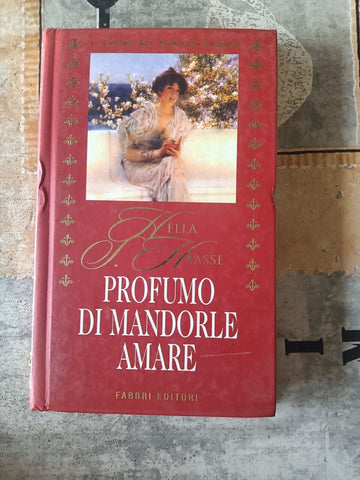 HELLA
HAASSE
PROFUMO
DI MANDORLE
AMARE
FABBRI EDITORI